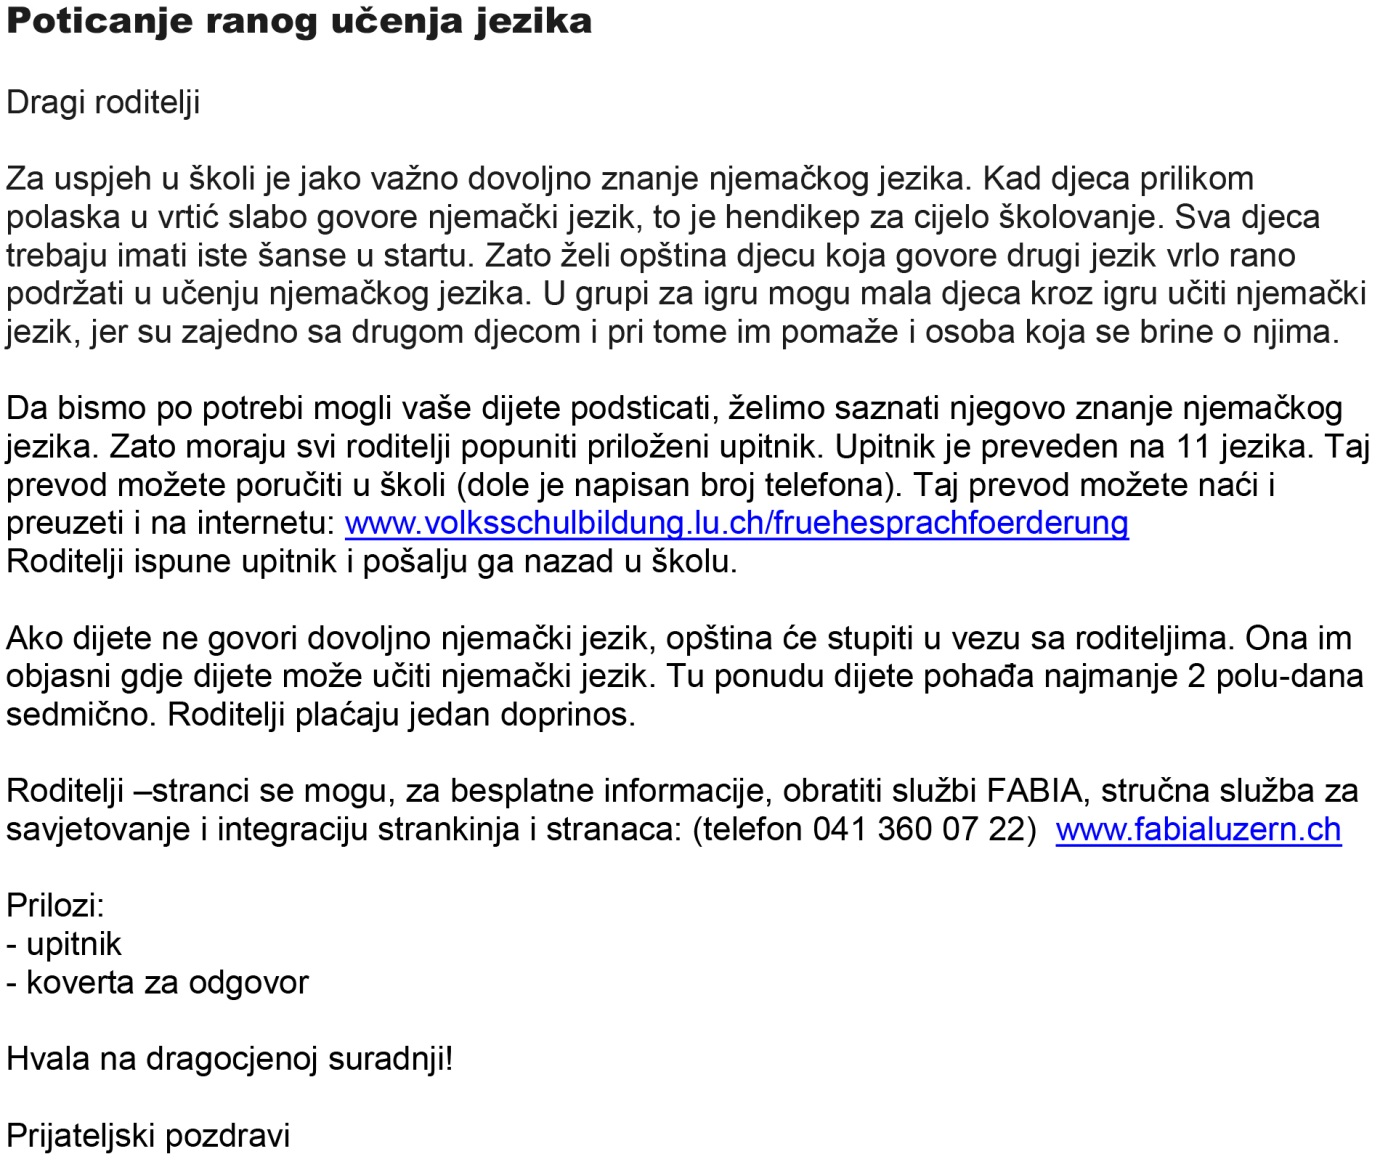 Poticanje ranog učenja jezika
Dragi roditelji
Za uspjeh u školi je jako važno dovoljno znanje njemačkog jezika. Kad djeca prilikom
polaska u vrtić slabo govore njemački jezik, to je hendikep za cijelo školovanje. Sva djeca
trebaju imati iste šanse u startu. Zato želi opština djecu koja govore drugi jezik vrlo rano
podržati u učenju njemačkog jezika. U grupi za igru mogu mala djeca kroz igru učiti njemački
jezik, jer su zajedno sa drugom djecom i pri tome im pomaže i osoba koja se brine o njima.
Da bismo po potrebi mogli vaše dijete podsticati, želimo saznati njegovo znanje njemačkog
jezika. Zato moraju svi roditelji popuniti priloženi upitnik. Upitnik je preveden na 11 jezika. Taj
prevod možete poručiti u školi (dole je napisan broj telefona). Taj prevod možete naći i
preuzeti i na internetu: www.volksschulbildung.lu.ch/fruehesprachfoerderung
Roditelji ispune upitnik i pošalju ga nazad u školu.
Ako dijete ne govori dovoljno njemački jezik, opština će stupiti u vezu sa roditeljima. Ona im
objasni gdje dijete može učiti njemački jezik. Tu ponudu dijete pohađa najmanje 2 polu-dana
sedmično. Roditelji plaćaju jedan doprinos.
Roditelji –stranci se mogu, za besplatne informacije, obratiti službi FABIA, stručna služba za
savjetovanje i integraciju strankinja i stranaca: (telefon 041 360 07 22)  www.fabialuzern.ch
Prilozi:
- upitnik
- koverta za odgovor
Hvala na dragocjenoj suradnji!
Prijateljski pozdravi